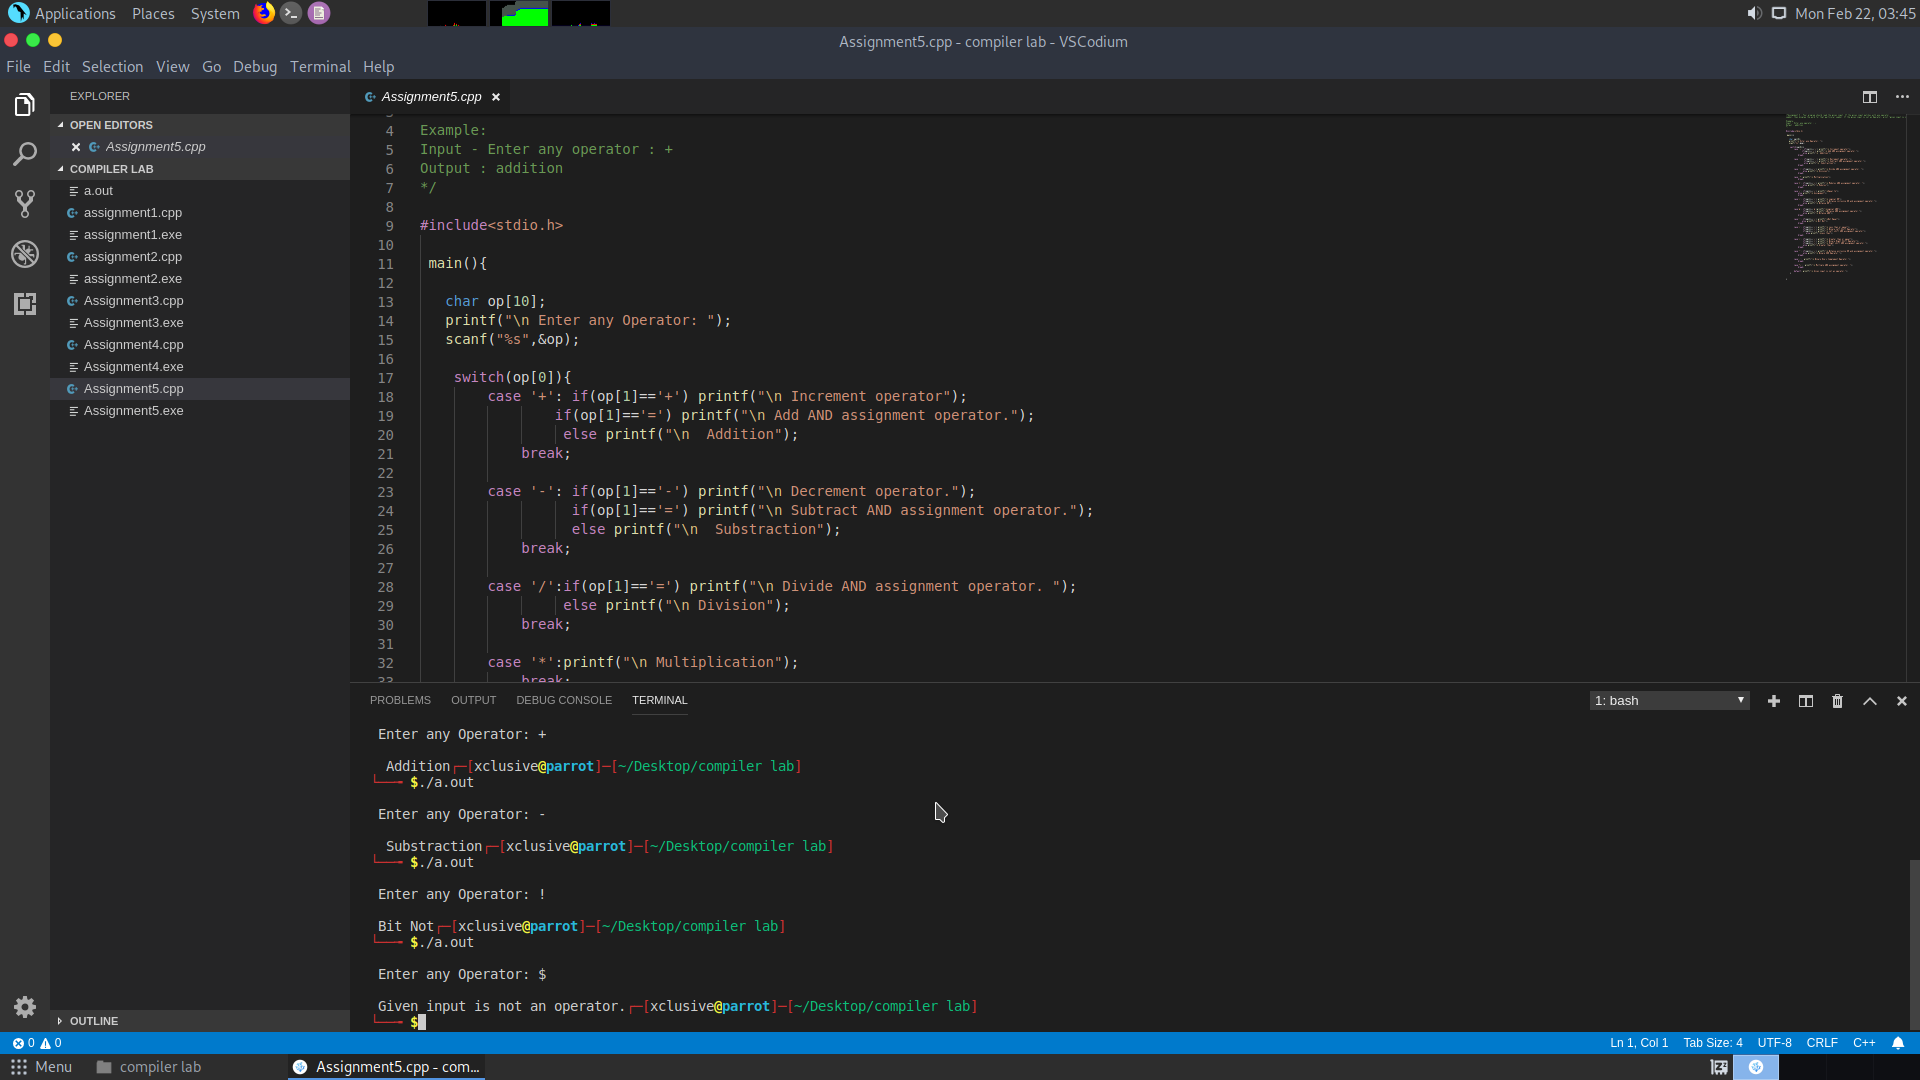 Applications Places System Mon Feb 22, 03:45
Assignment5.cpp - compiler lab - VSCodium
File Edit Selection View Go Debug Terminal Help
EXPLORER
OPEN EDITORS
Assignment5.cpp
COMPILER LAB
a.out
assignment1.cpp
assignment1.exe
assignment2.cpp
assignment2.exe
Assignment3.cpp
Assignment3.exe
Assignment4.cpp
Assignment4.exe
Assignment5.cpp
Assignment5.exe
OUTLINE
Assignment5.cpp
4 Example:
5 Input - Enter any operator : +
6 Output : addition
7 */
8
9 #include<stdio.h>
10
11 main(){
12
13 char op[10];
14 printf("\n Enter any Operator: ");
15 scanf("%s",&op);
16
17 switch(op[0]){
18 case '+': if(op[1]=='+') printf("\n Increment operator");
19 if(op[1]=='=') printf("\n Add AND assignment operator.");
20 else printf("\n  Addition");
21 break;
22
23 case '-': if(op[1]=='-') printf("\n Decrement operator.");
24 if(op[1]=='=') printf("\n Subtract AND assignment operator.");
25 else printf("\n  Substraction");
26 break;
27
28 case '/':if(op[1]=='=') printf("\n Divide AND assignment operator. ");
29 else printf("\n Division");
30 break;
31
32 case '*':printf("\n Multiplication");
33 break;
PROBLEMS OUTPUT DEBUG CONSOLE TERMINAL 1: bash
Enter any Operator: +
Addition┌─[xclusive@parrot]─[~/Desktop/compiler lab]
└──╼ $./a.out
Enter any Operator: -
Substraction┌─[xclusive@parrot]─[~/Desktop/compiler lab]
└──╼ $./a.out
Enter any Operator: !
Bit Not┌─[xclusive@parrot]─[~/Desktop/compiler lab]
└──╼ $./a.out
Enter any Operator: $
Given input is not an operator.┌─[xclusive@parrot]─[~/Desktop/compiler lab]
└──╼ $
0 0 Ln 1, Col 1 Tab Size: 4 UTF-8 CRLF C++
Menu compiler lab Assignment5.cpp - com...